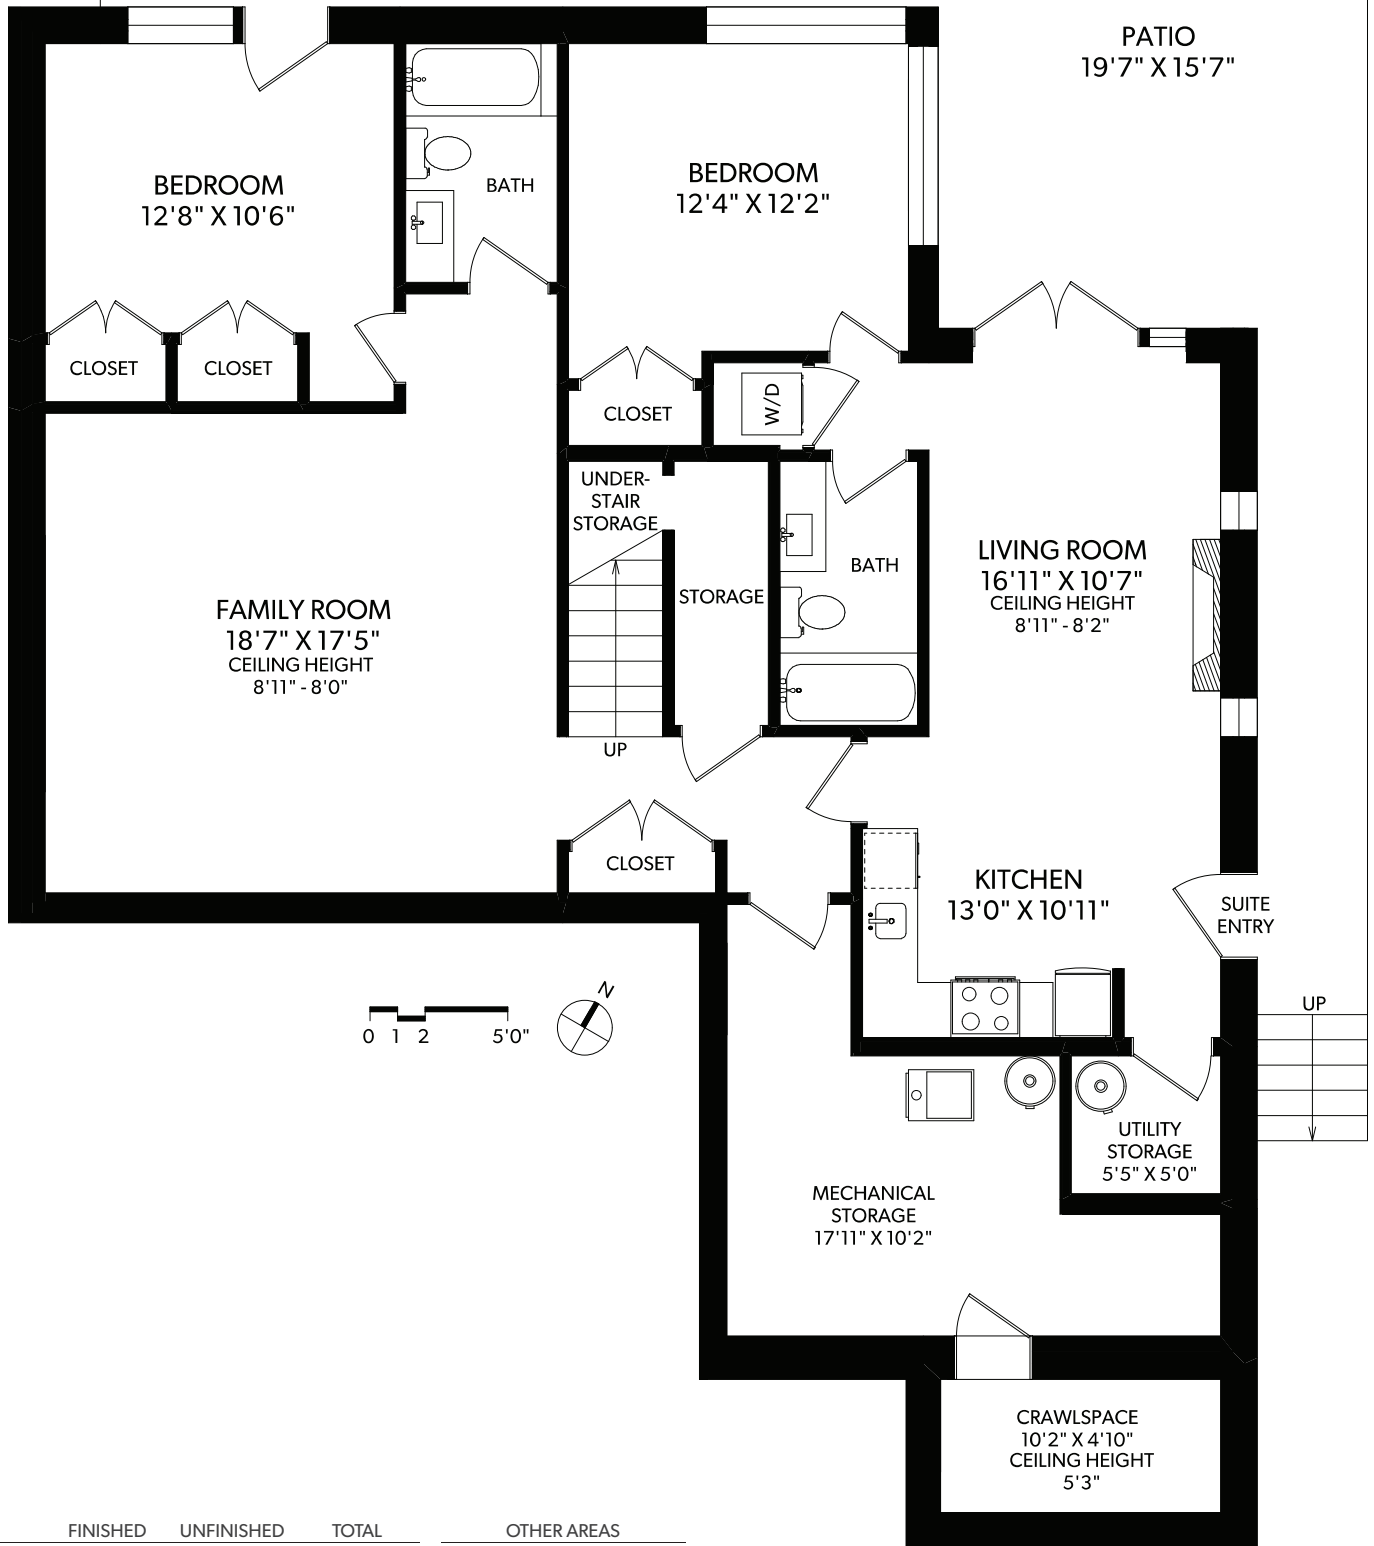 PATIO
19'7" X 15'7"
BEDROOM
12'8" X 10'6"
BATH
BEDROOM
12'4" X 12'2"
CLOSET
CLOSET
CLOSET
W/D
UNDER-
STAIR
STORAGE
STORAGE
BATH
LIVING ROOM
16'11" X 10'7"
CEILING HEIGHT
8'11" - 8'2"
FAMILY ROOM
18'7" X 17'5"
CEILING HEIGHT
8'11" - 8'0"
UP
CLOSET
KITCHEN
13'0" X 10'11"
SUITE
ENTRY
UP
N
0 1 2 5'0"
UTILITY
STORAGE
5'5" X 5'0"
MECHANICAL
STORAGE
17'11" X 10'2"
CRAWLSPACE
10'2" X 4'10"
CEILING HEIGHT
5'3"
FINISHED UNFINISHED TOTAL OTHER AREAS